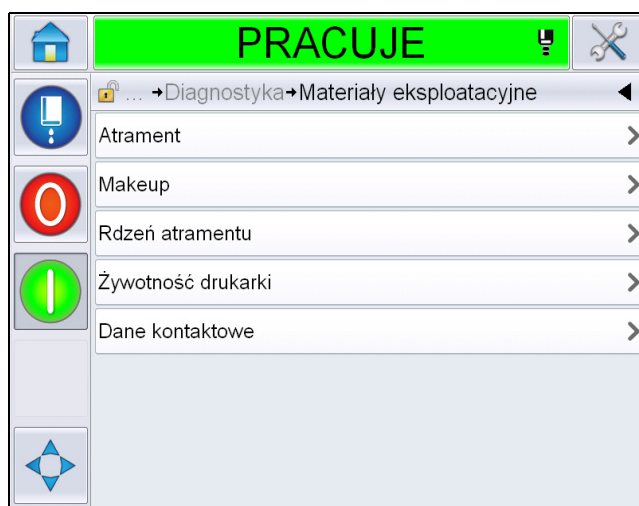 PRACUJE
... →Diagnostyka→Materiały eksploatacyjne
Atrament
Makeup
Rdzeń atramentu
Żywotność drukarki
Dane kontaktowe